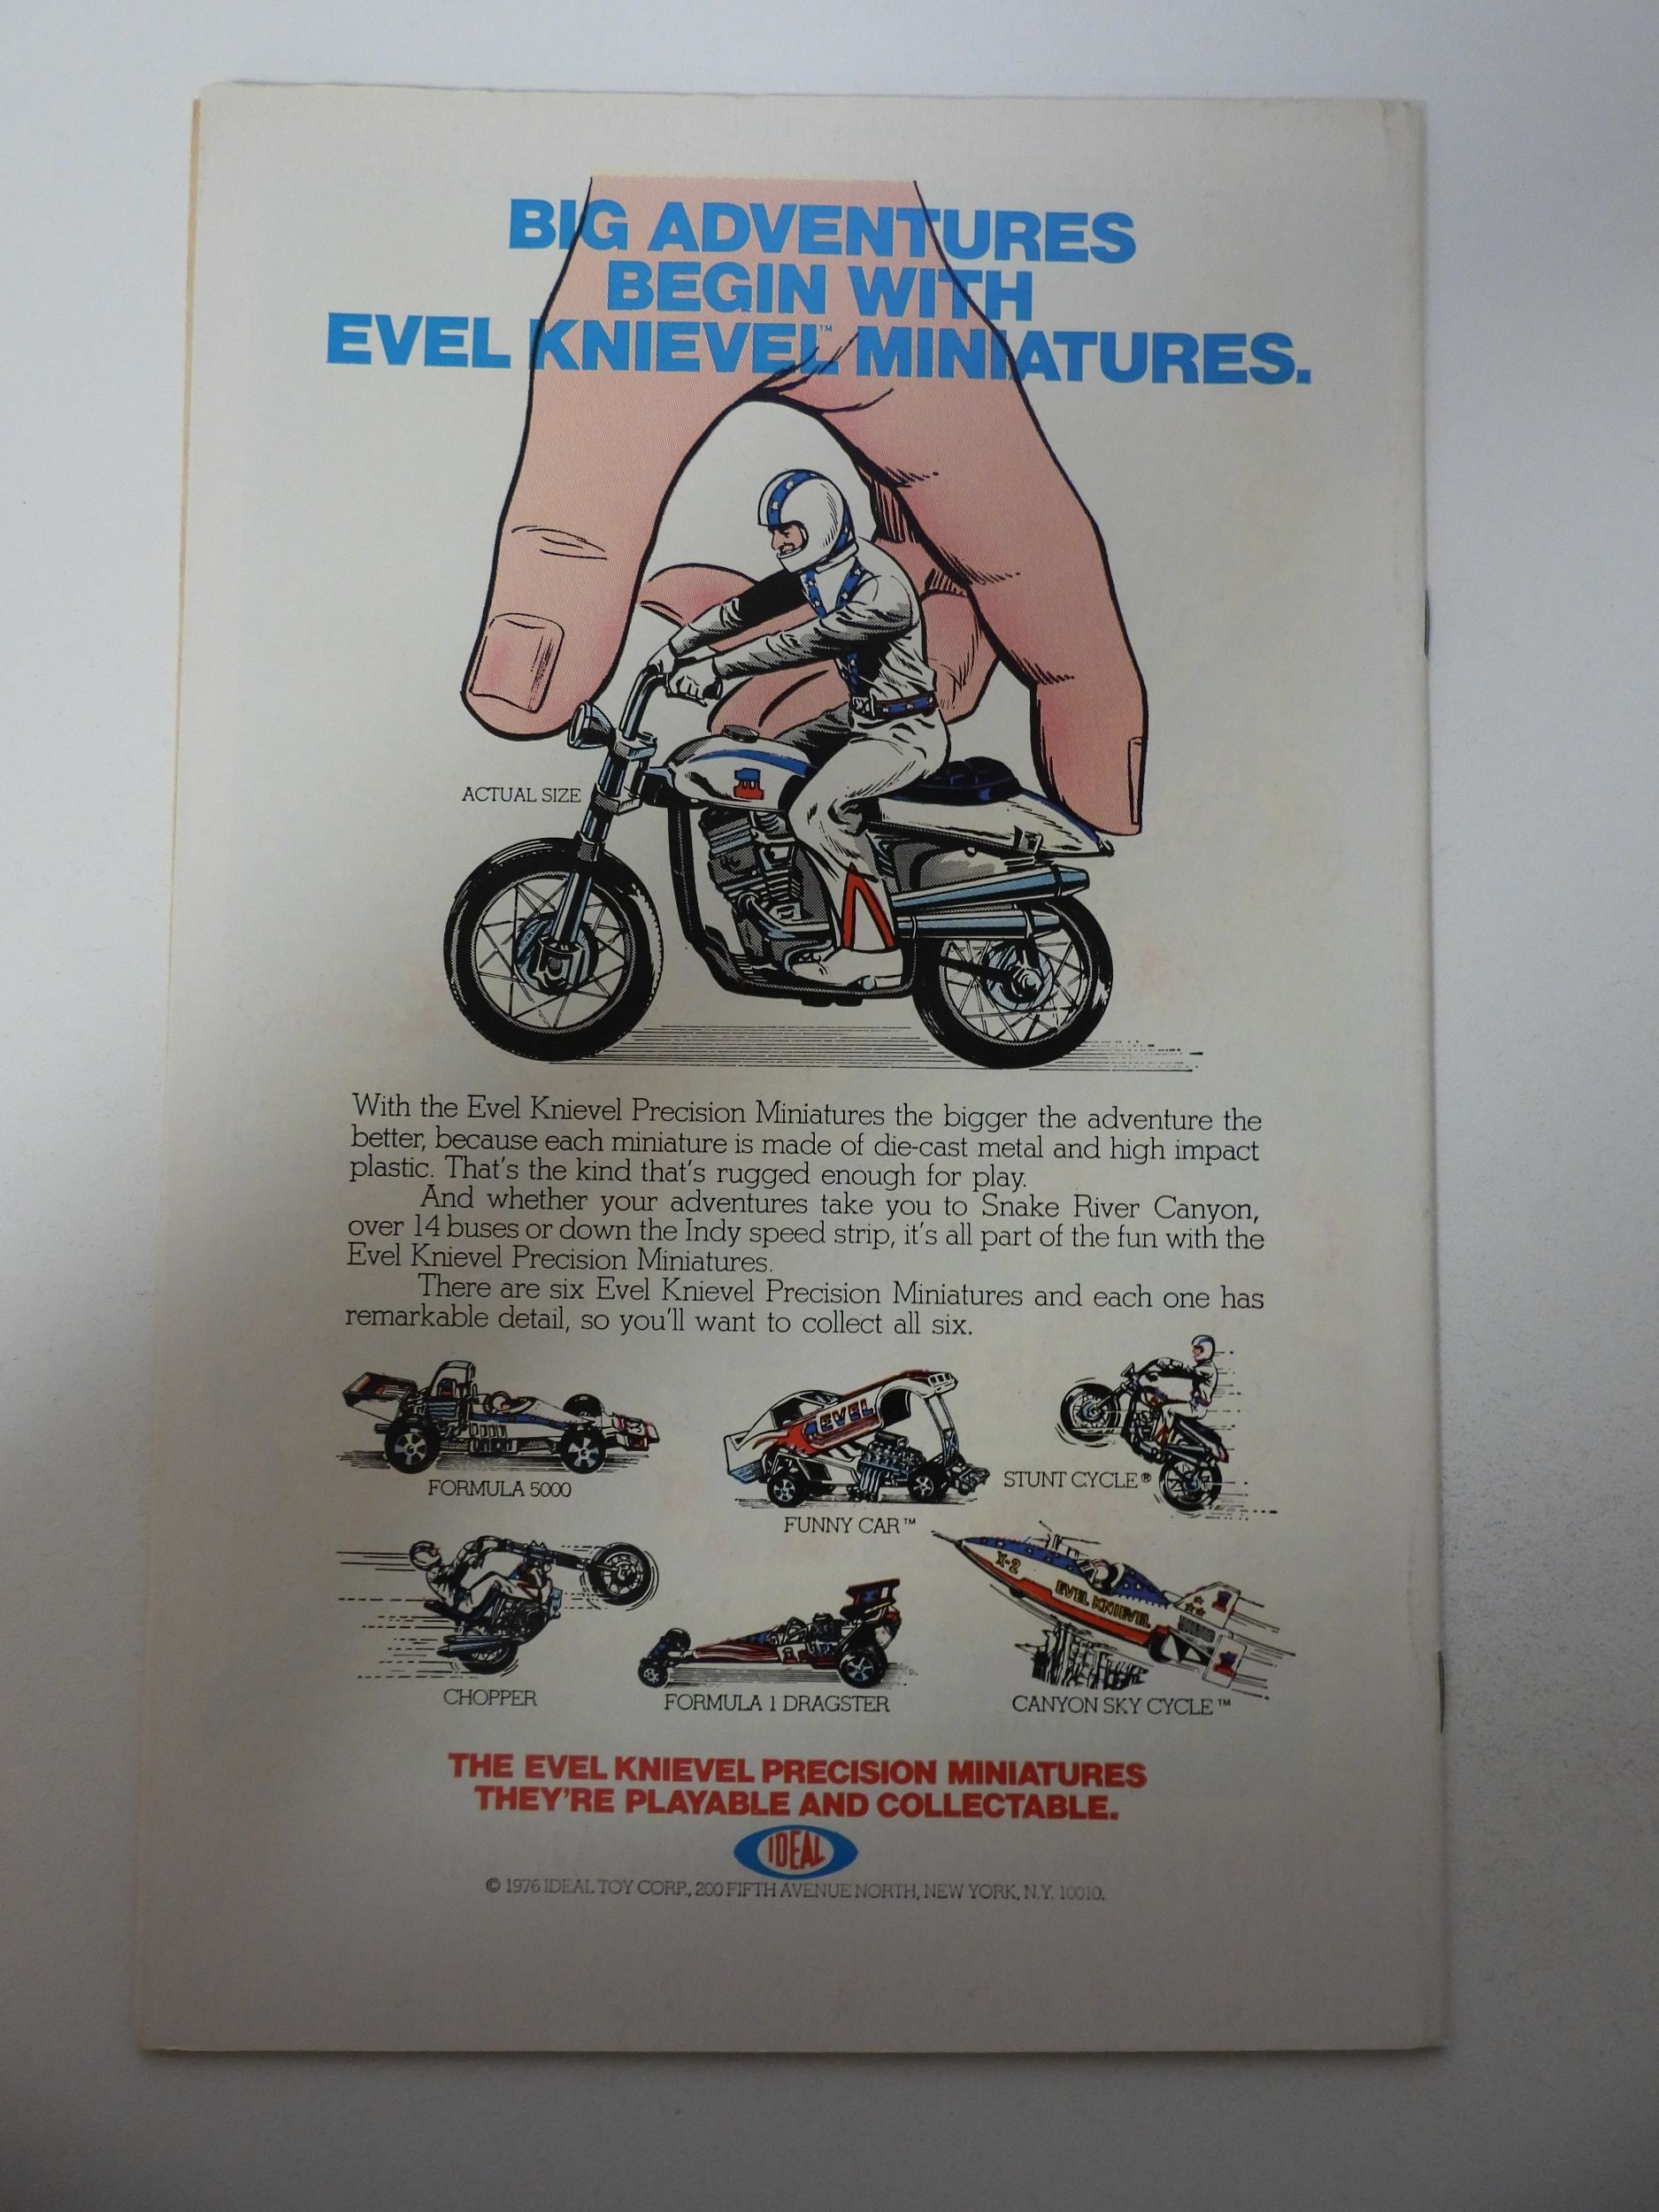 BIG ADVENTURES
BEGIN WITH
EVEL KNIEVEL™ MINIATURES.
ACTUAL SIZE
With the Evel Knievel Precision Miniatures the bigger the adventure the
better, because each miniature is made of die-cast metal and high impact
plastic. That's the kind that's rugged enough for play.
And whether your adventures take you to Snake River Canyon,
over 14 buses or down the Indy speed strip, it's all part of the fun with the
Evel Knievel Precision Miniatures.
There are six Evel Knievel Precision Miniatures and each one has
remarkable detail, so you'll want to collect all six.
EVEL
FORMULA 5000
STUNT CYCLE®
FUNNY CAR™
X-2
EVEL KNIEVEL
CHOPPER
FORMULA 1 DRAGSTER
CANYON SKY CYCLE™
THE EVEL KNIEVEL PRECISION MINIATURES
THEY'RE PLAYABLE AND COLLECTABLE.
IDEAL
© 1976 IDEAL TOY CORP., 200 FIFTH AVENUE NORTH, NEW YORK, N.Y. 10010.